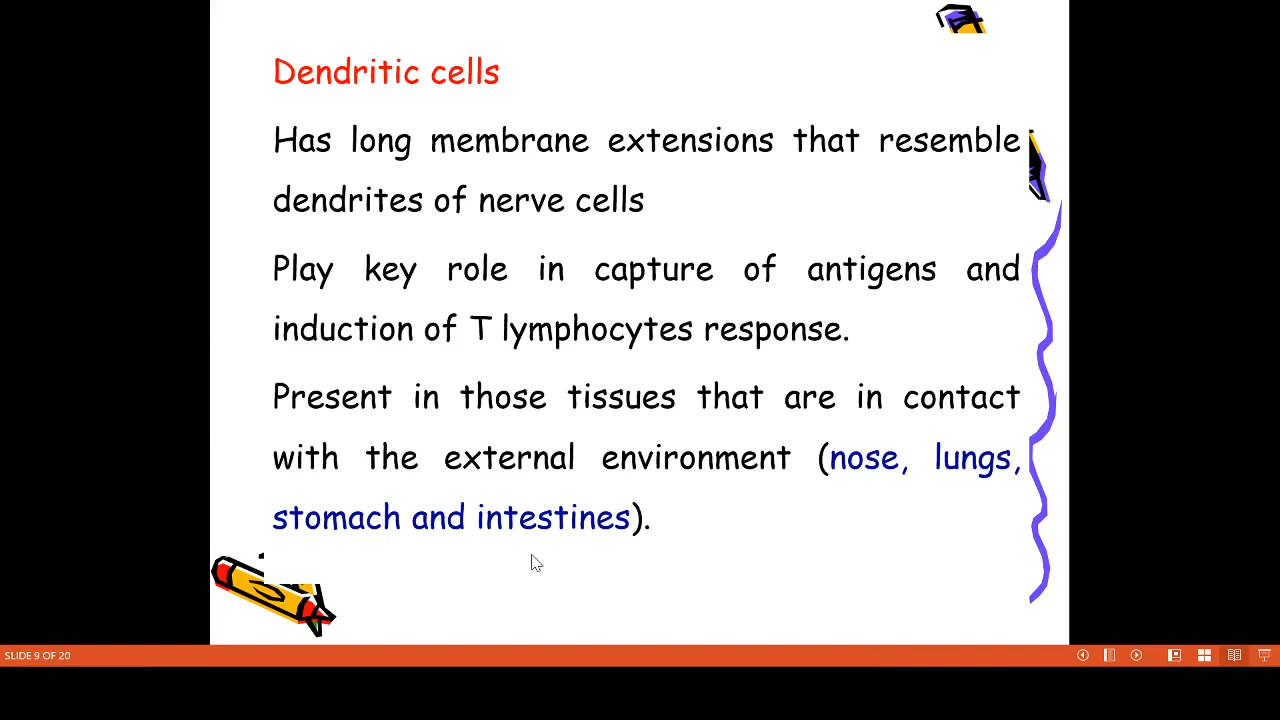 Dendritic cells
Has long membrane extensions that resemble
dendrites of nerve cells
Play key role in capture of antigens and
induction of T lymphocytes response.
Present in those tissues that are in contact
with the external environment (nose, lungs,
stomach and intestines).
SLIDE 9 OF 20